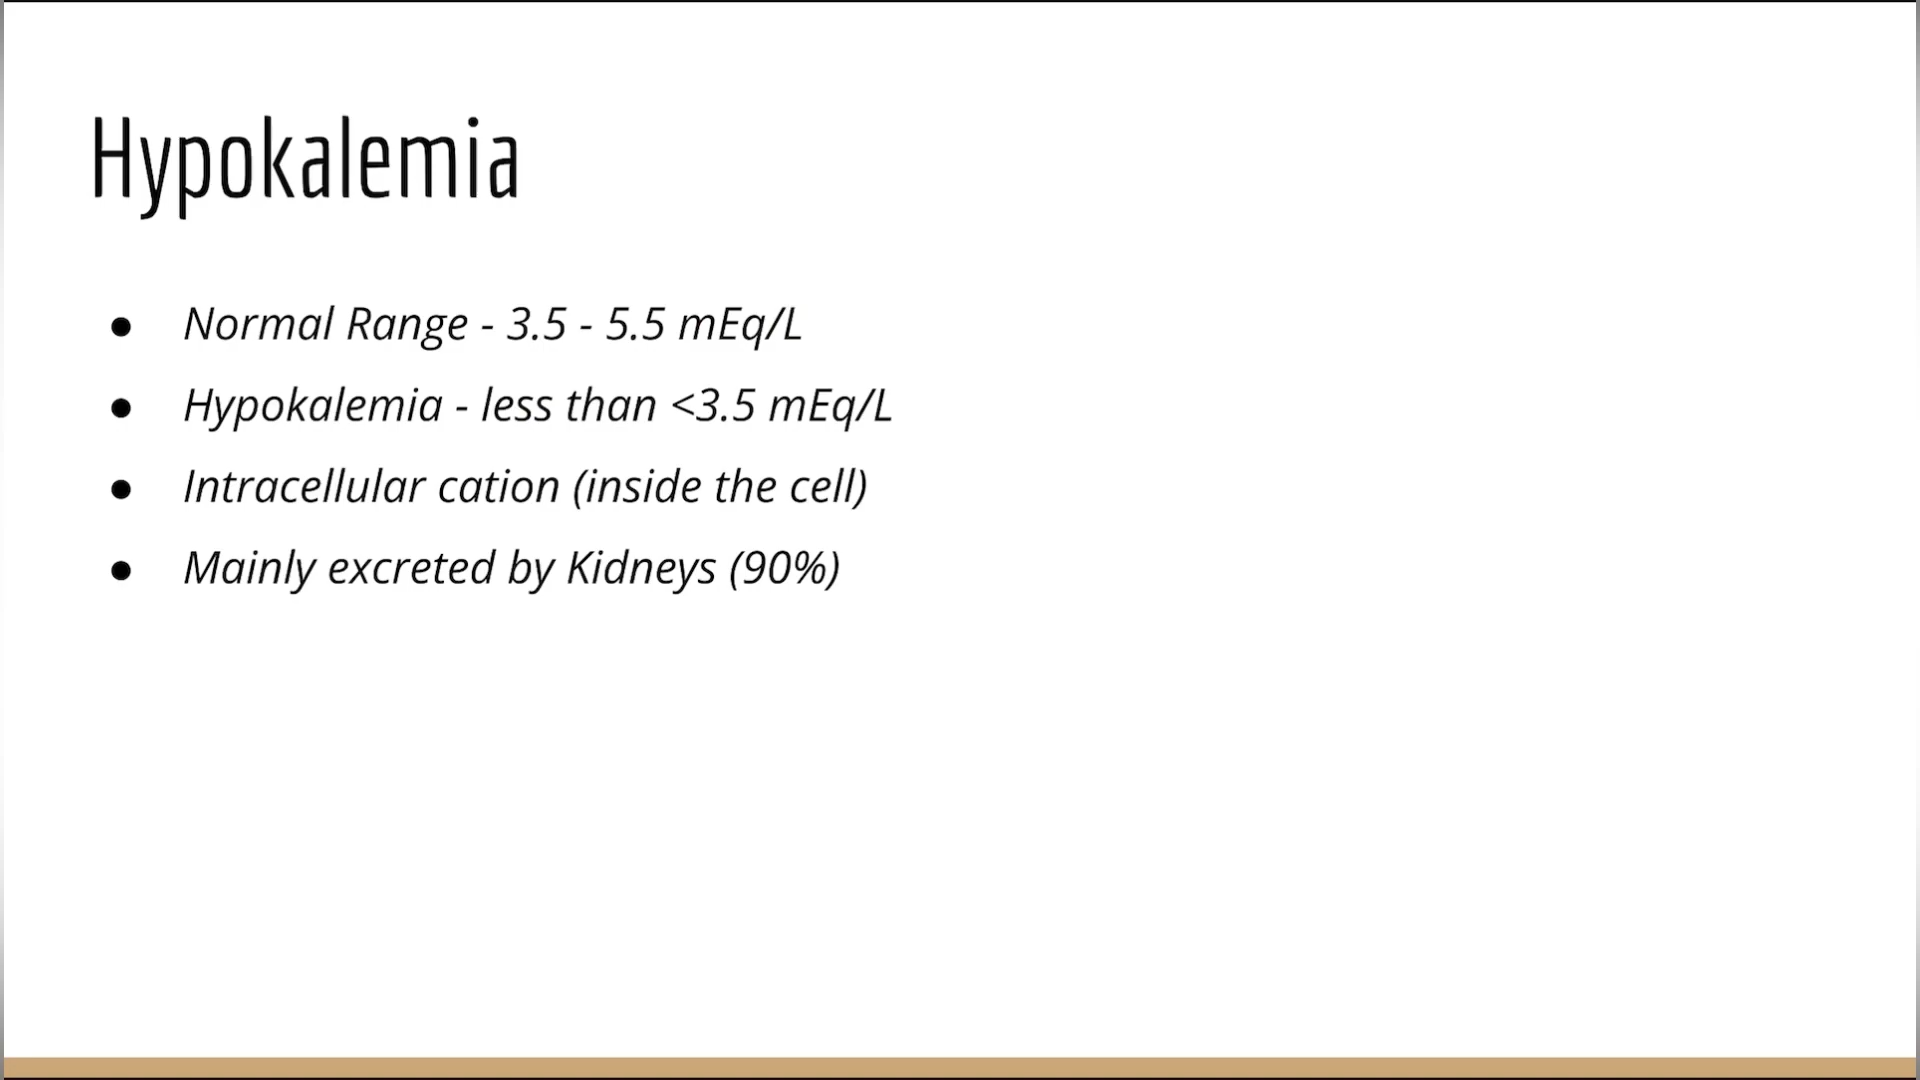 Hypokalemia
● Normal Range - 3.5 - 5.5 mEq/L
● Hypokalemia - less than <3.5 mEq/L
● Intracellular cation (inside the cell)
● Mainly excreted by Kidneys (90%)